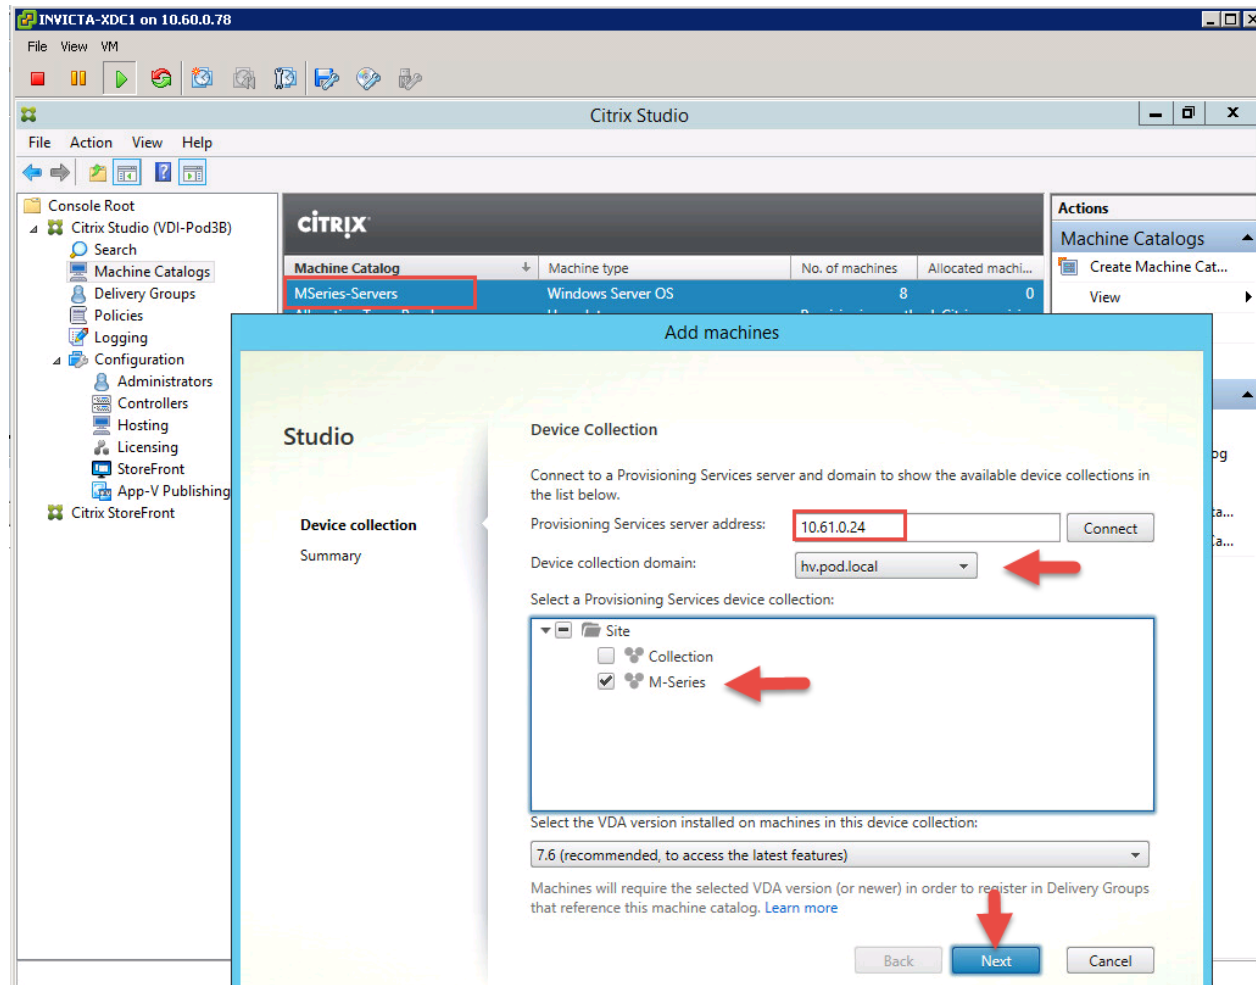 INVICTA-XDC1 on 10.60.0.78
File View VM
Citrix Studio
File Action View Help
Console Root
Citrix Studio (VDI-Pod3B)
Search
Machine Catalogs
Delivery Groups
Policies
Logging
Configuration
Administrators
Controllers
Hosting
Licensing
StoreFront
App-V Publishing
Citrix StoreFront
CITRIX
Machine Catalog Machine type No. of machines Allocated machi...
MSeries-Servers Windows Server OS 8 0
Actions
Machine Catalogs
Create Machine Cat...
View
Add machines
Studio
Device collection
Summary
Device Collection
Connect to a Provisioning Services server and domain to show the available device collections in
the list below.
Provisioning Services server address: 10.61.0.24 Connect
Device collection domain: hv.pod.local
Select a Provisioning Services device collection:
Site
Collection
M-Series
Select the VDA version installed on machines in this device collection:
7.6 (recommended, to access the latest features)
Machines will require the selected VDA version (or newer) in order to register in Delivery Groups
that reference this machine catalog. Learn more
Back Next Cancel